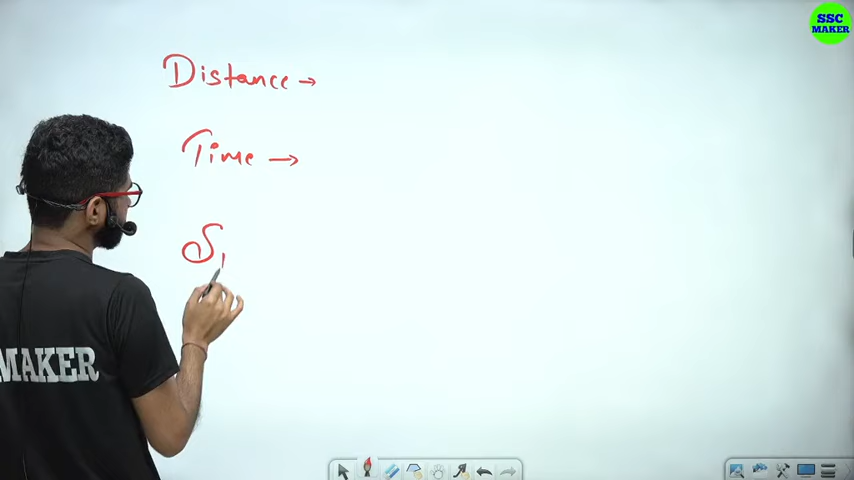 SSC
MAKER
Distance →
Time →
S
MAKER